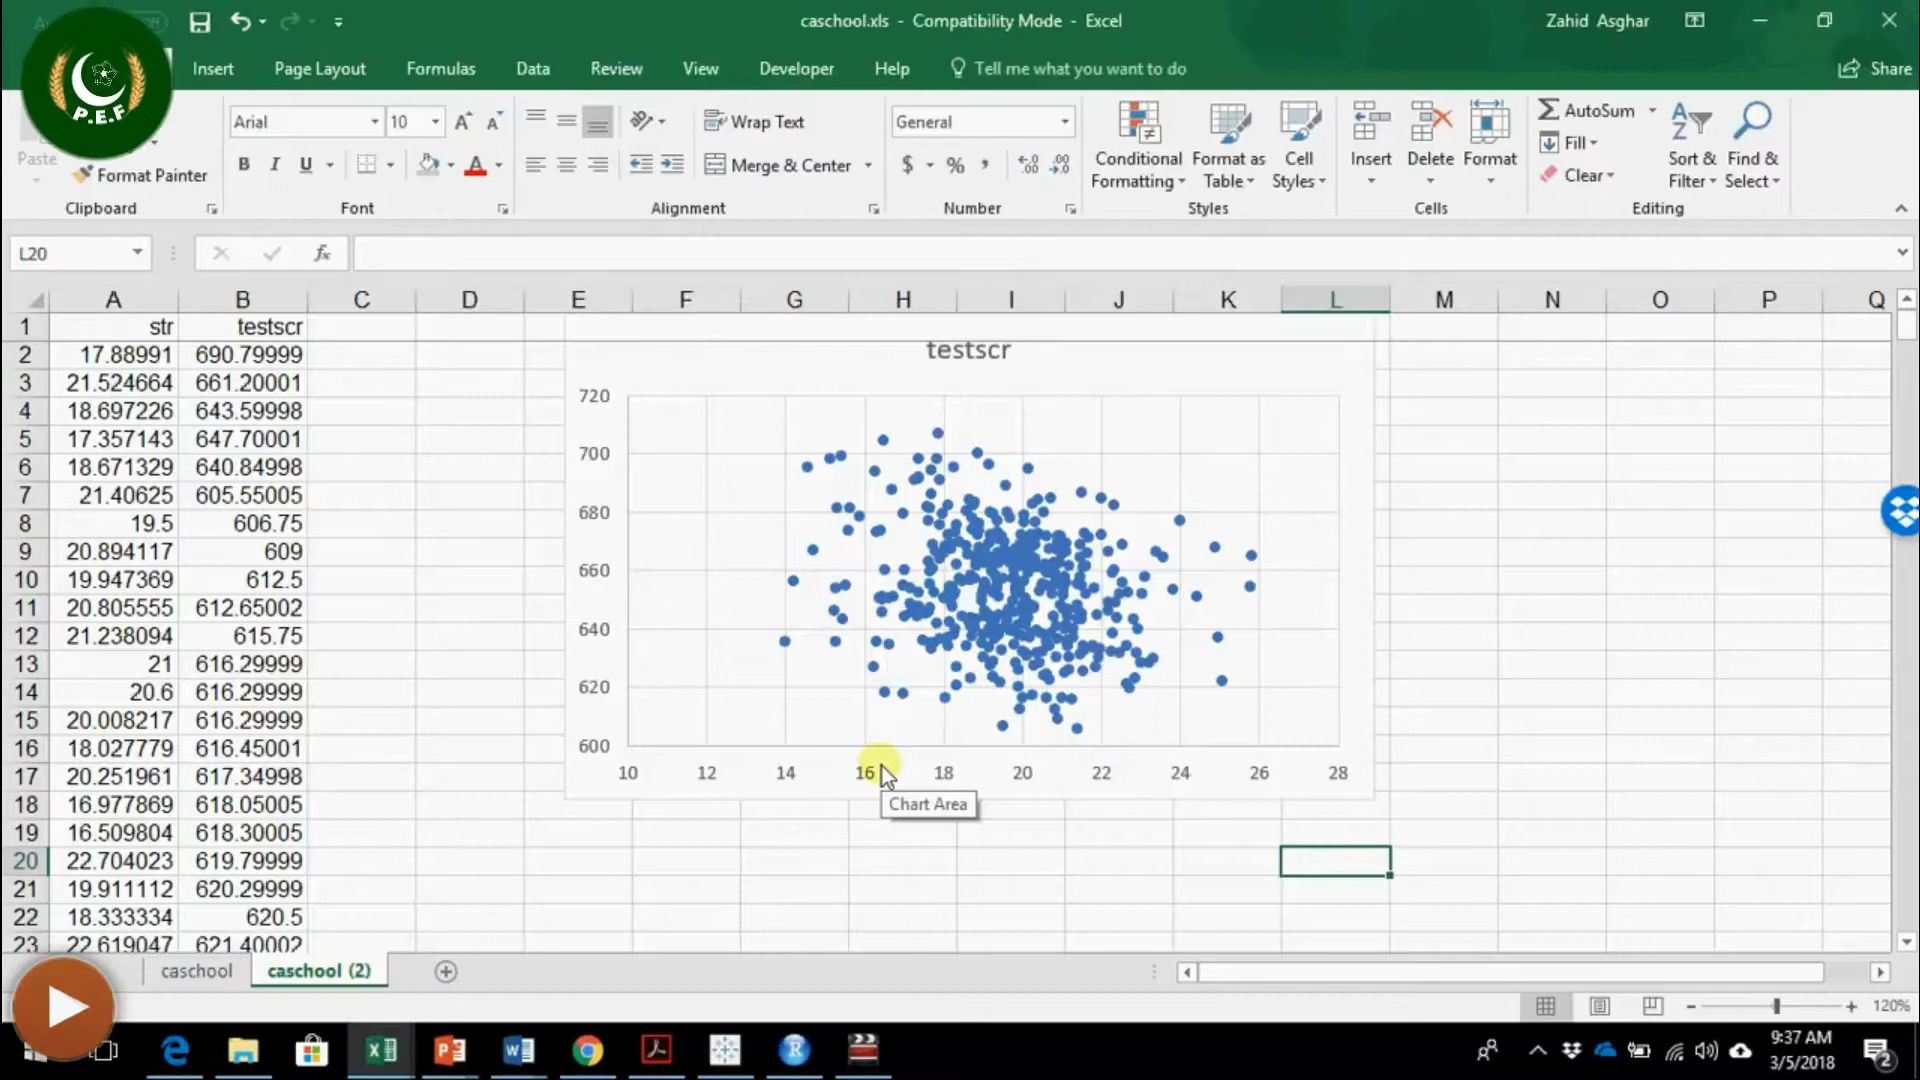 caschool.xls - Compatibility Mode - Excel
Zahid Asghar
P.E.F
Insert Page Layout Formulas Data Review View Developer Help Tell me what you want to do Share
Paste
Format Painter
Clipboard
Arial 10
B I U
Font
Wrap Text
Merge & Center
Alignment
General
$ % ,
Number
Conditional Formatting
Format as Table
Cell Styles
Styles
Insert
Delete
Format
Cells
AutoSum
Fill
Clear
Sort & Filter
Find & Select
Editing
L20
fx
A B C D E F G H I J K L M N O P Q
1 str testscr
2 17.88991 690.79999
3 21.524664 661.20001
4 18.697226 643.59998
5 17.357143 647.70001
6 18.671329 640.84998
7 21.40625 605.55005
8 19.5 606.75
9 20.894117 609
10 19.947369 612.5
11 20.805555 612.65002
12 21.238094 615.75
13 21 616.29999
14 20.6 616.29999
15 20.008217 616.29999
16 18.027779 616.45001
17 20.251961 617.34998
18 16.977869 618.05005
19 16.509804 618.30005
20 22.704023 619.79999
21 19.911112 620.29999
22 18.333334 620.5
23 22.619047 621.40002
testscr
720
700
680
660
640
620
600
10 12 14 16 18 20 22 24 26 28
Chart Area
caschool caschool (2)
120%
9:37 AM
3/5/2018
2